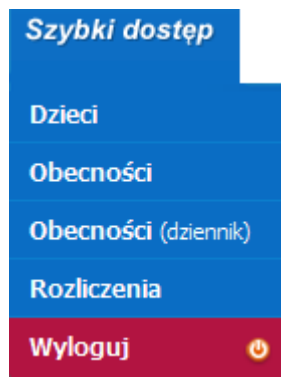 Szybki dostęp
Dzieci
Obecności
Obecności (dziennik)
Rozliczenia
Wyloguj